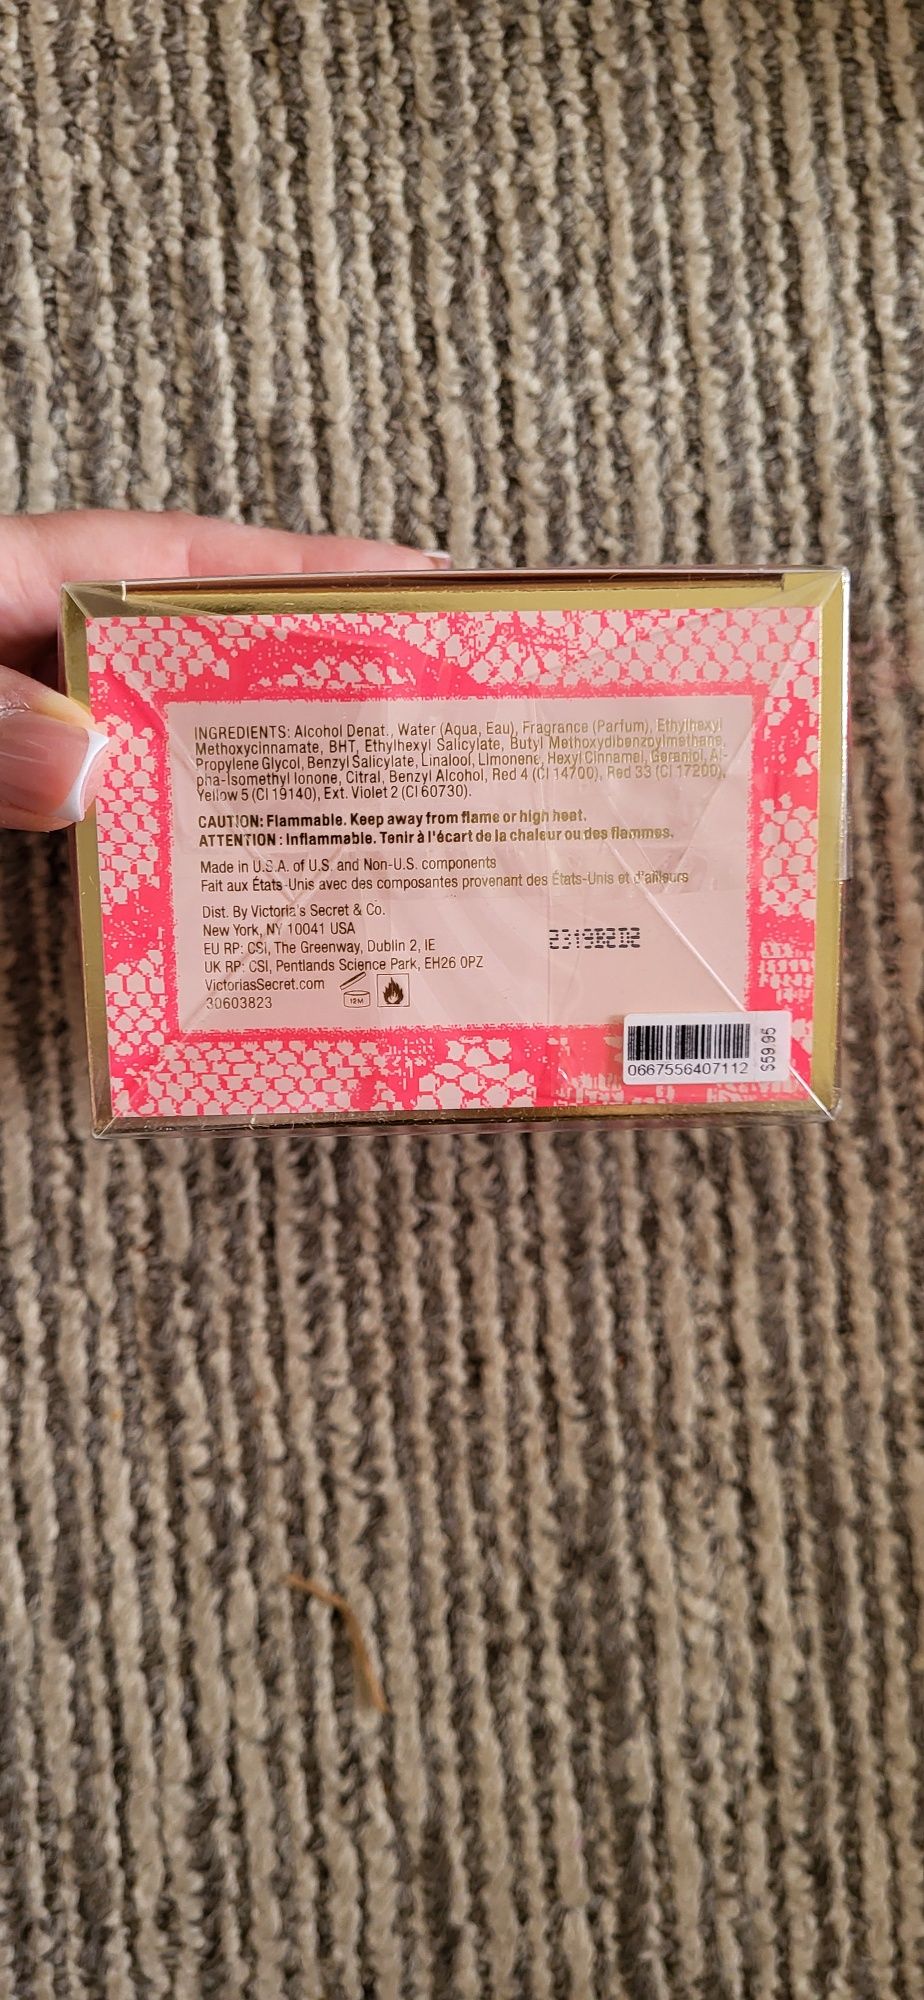 INGREDIENTS: Alcohol Denat., Water (Aqua, Eau), Fragrance (Parfum), Ethylhexyl
Methoxycinnamate, BHT, Ethylhexyl Salicylate, Butyl Methoxydibenzoylmethane,
Propylene Glycol, Benzyl Salicylate, Linalool, Limonene, Hexyl Cinnamal, Geraniol, Al-
pha-Isomethyl Ionone, Citral, Benzyl Alcohol, Red 4 (CI 14700), Red 33 (CI 17200),
Yellow 5 (CI 19140), Ext. Violet 2 (CI 60730).
CAUTION: Flammable. Keep away from flame or high heat.
ATTENTION : Inflammable. Tenir à l'écart de la chaleur ou des flammes.
Made in U.S.A. of U.S. and Non-U.S. components
Fait aux États-Unis avec des composantes provenant des États-Unis et d'ailleurs
Dist. By Victoria's Secret & Co.
New York, NY 10041 USA
EU RP: CSI, The Greenway, Dublin 2, IE
UK RP: CSI, Pentlands Science Park, EH26 0PZ
VictoriasSecret.com
12M
30603823
0667556407112
$59.95